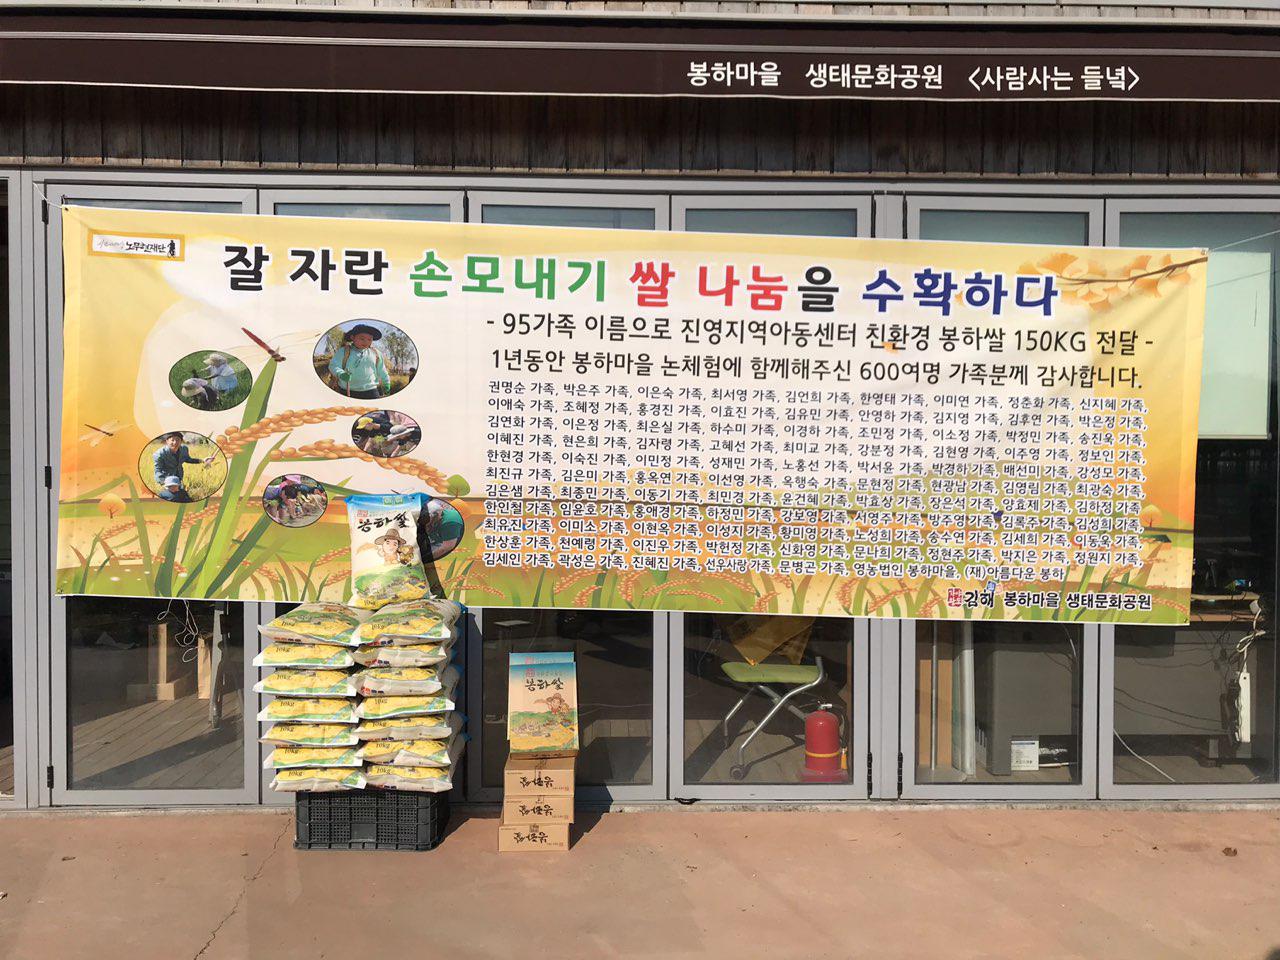 봉하마을 생태문화공원 <사람사는 들녘>
노무현재단
잘 자란 손모내기 쌀 나눔을 수확하다
- 95가족 이름으로 진영지역아동센터 친환경 봉하쌀 150KG 전달 -
1년동안 봉하마을 논체험에 함께해주신 600여명 가족분께 감사합니다.
권명순 가족, 박은주 가족, 이은숙 가족, 최서영 가족, 김언희 가족, 한영태 가족, 이미연 가족, 정춘화 가족, 신지혜 가족,
이애숙 가족, 조혜정 가족, 홍경진 가족, 이효진 가족, 김유민 가족, 안영하 가족, 김지영 가족, 김후연 가족, 박은정 가족,
김연화 가족, 이은정 가족, 최은실 가족, 하수미 가족, 이경하 가족, 조민정 가족, 이소정 가족, 박정민 가족, 송진욱 가족,
이혜진 가족, 현은희 가족, 김자령 가족, 고혜선 가족, 최미교 가족, 강분정 가족, 김현영 가족, 이주영 가족, 정보인 가족,
한현경 가족, 이숙진 가족, 이민정 가족, 성재민 가족, 노홍선 가족, 박서윤 가족, 박경하 가족, 배선미 가족, 강성모 가족,
최진규 가족, 김은미 가족, 홍옥연 가족, 이선영 가족, 옥행숙 가족, 문현정 가족, 현광남 가족, 김영림 가족, 최광숙 가족,
김은샘 가족, 최종민 가족, 이동기 가족, 최민경 가족, 윤건혜 가족, 박효상 가족, 장은석 가족, 강효제 가족, 김하정 가족,
한인철 가족, 임윤호 가족, 홍애경 가족, 하정민 가족, 강보영 가족, 서영주 가족, 방주영 가족, 김록주 가족, 김성희 가족,
최유진 가족, 이미소 가족, 이현옥 가족, 이성지 가족, 황미영 가족, 노성희 가족, 송수연 가족, 김세희 가족, 이동욱 가족,
한상훈 가족, 천예령 가족, 이진우 가족, 박헌정 가족, 신화영 가족, 문나희 가족, 정현주 가족, 박지은 가족, 정원지 가족,
김세인 가족, 곽성은 가족, 진혜진 가족, 선우사랑가족, 문병곤 가족, 영농법인 봉하마을, (재)아름다운 봉하
김해 봉하마을 생태문화공원
봉하쌀
10kg
10kg
10kg
10kg
10kg
10kg
10kg
10kg
10kg
10kg
10kg
봉하쌀
봉하쌀
봉하쌀
봉하쌀